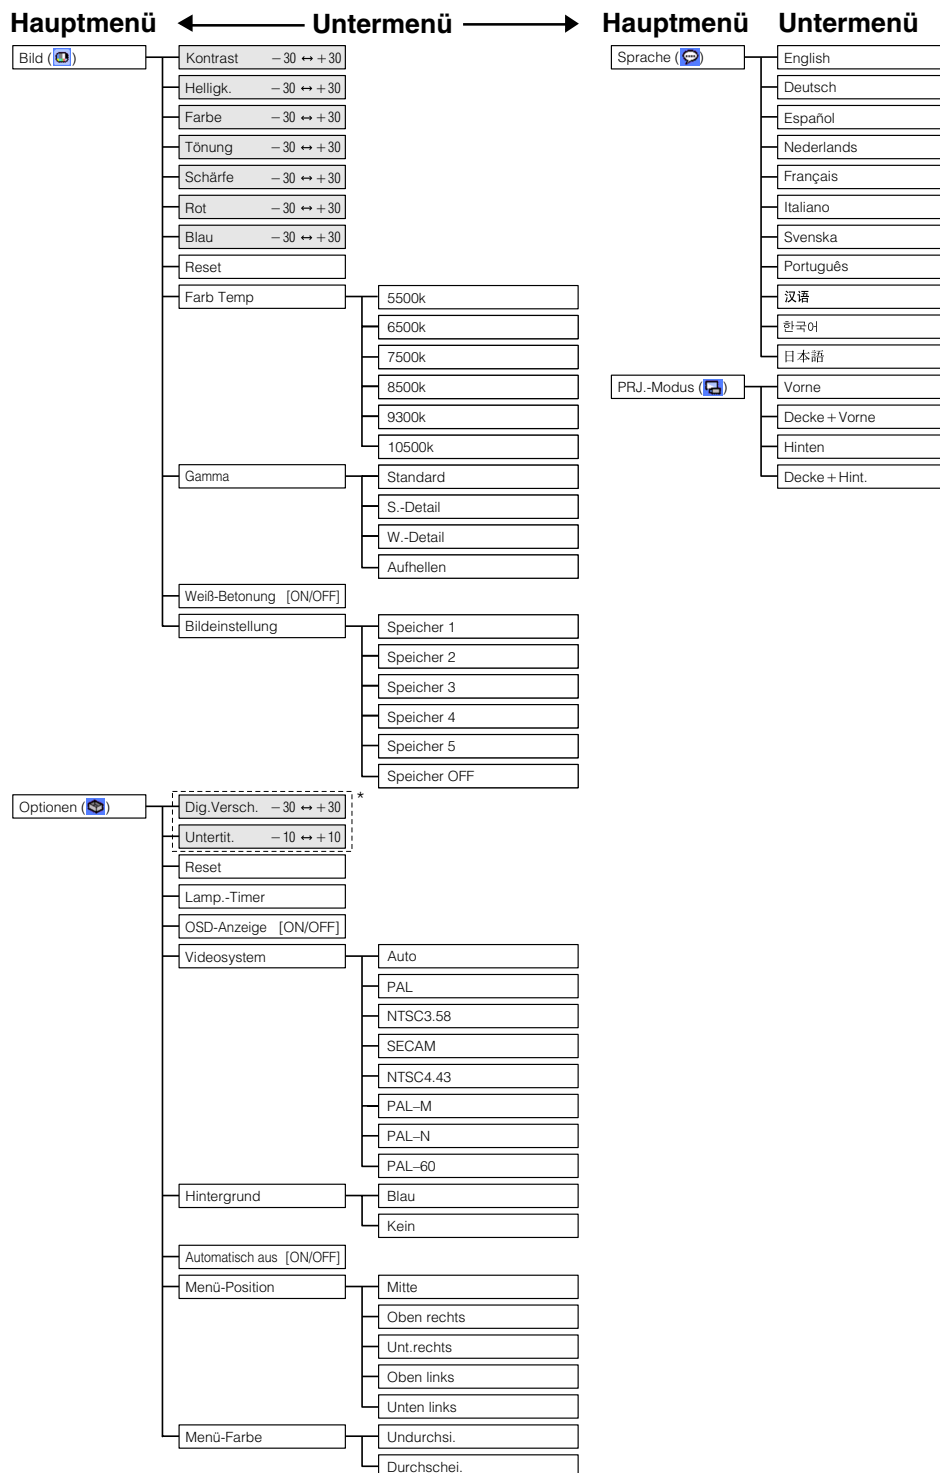 Hauptmenü Untermenü Hauptmenü Untermenü
Bild ( )
Kontrast −30 ↔ +30
Helligk. −30 ↔ +30
Farbe −30 ↔ +30
Tönung −30 ↔ +30
Schärfe −30 ↔ +30
Rot −30 ↔ +30
Blau −30 ↔ +30
Reset
Farb Temp
5500k
6500k
7500k
8500k
9300k
10500k
Gamma
Standard
S.-Detail
W.-Detail
Aufhellen
Weiß-Betonung [ON/OFF]
Bildeinstellung
Speicher 1
Speicher 2
Speicher 3
Speicher 4
Speicher 5
Speicher OFF
Optionen ( )
Dig.Versch. −30 ↔ +30 *
Untertit. −10 ↔ +10
Reset
Lamp.-Timer
OSD-Anzeige [ON/OFF]
Videosystem
Auto
PAL
NTSC3.58
SECAM
NTSC4.43
PAL–M
PAL–N
PAL–60
Hintergrund
Blau
Kein
Automatisch aus [ON/OFF]
Menü-Position
Mitte
Oben rechts
Unt.rechts
Oben links
Unten links
Menü-Farbe
Undurchsi.
Durchschei.
Sprache ( )
English
Deutsch
Español
Nederlands
Français
Italiano
Svenska
Português
汉语
한국어
日本語
PRJ.-Modus ( )
Vorne
Decke+Vorne
Hinten
Decke+Hint.